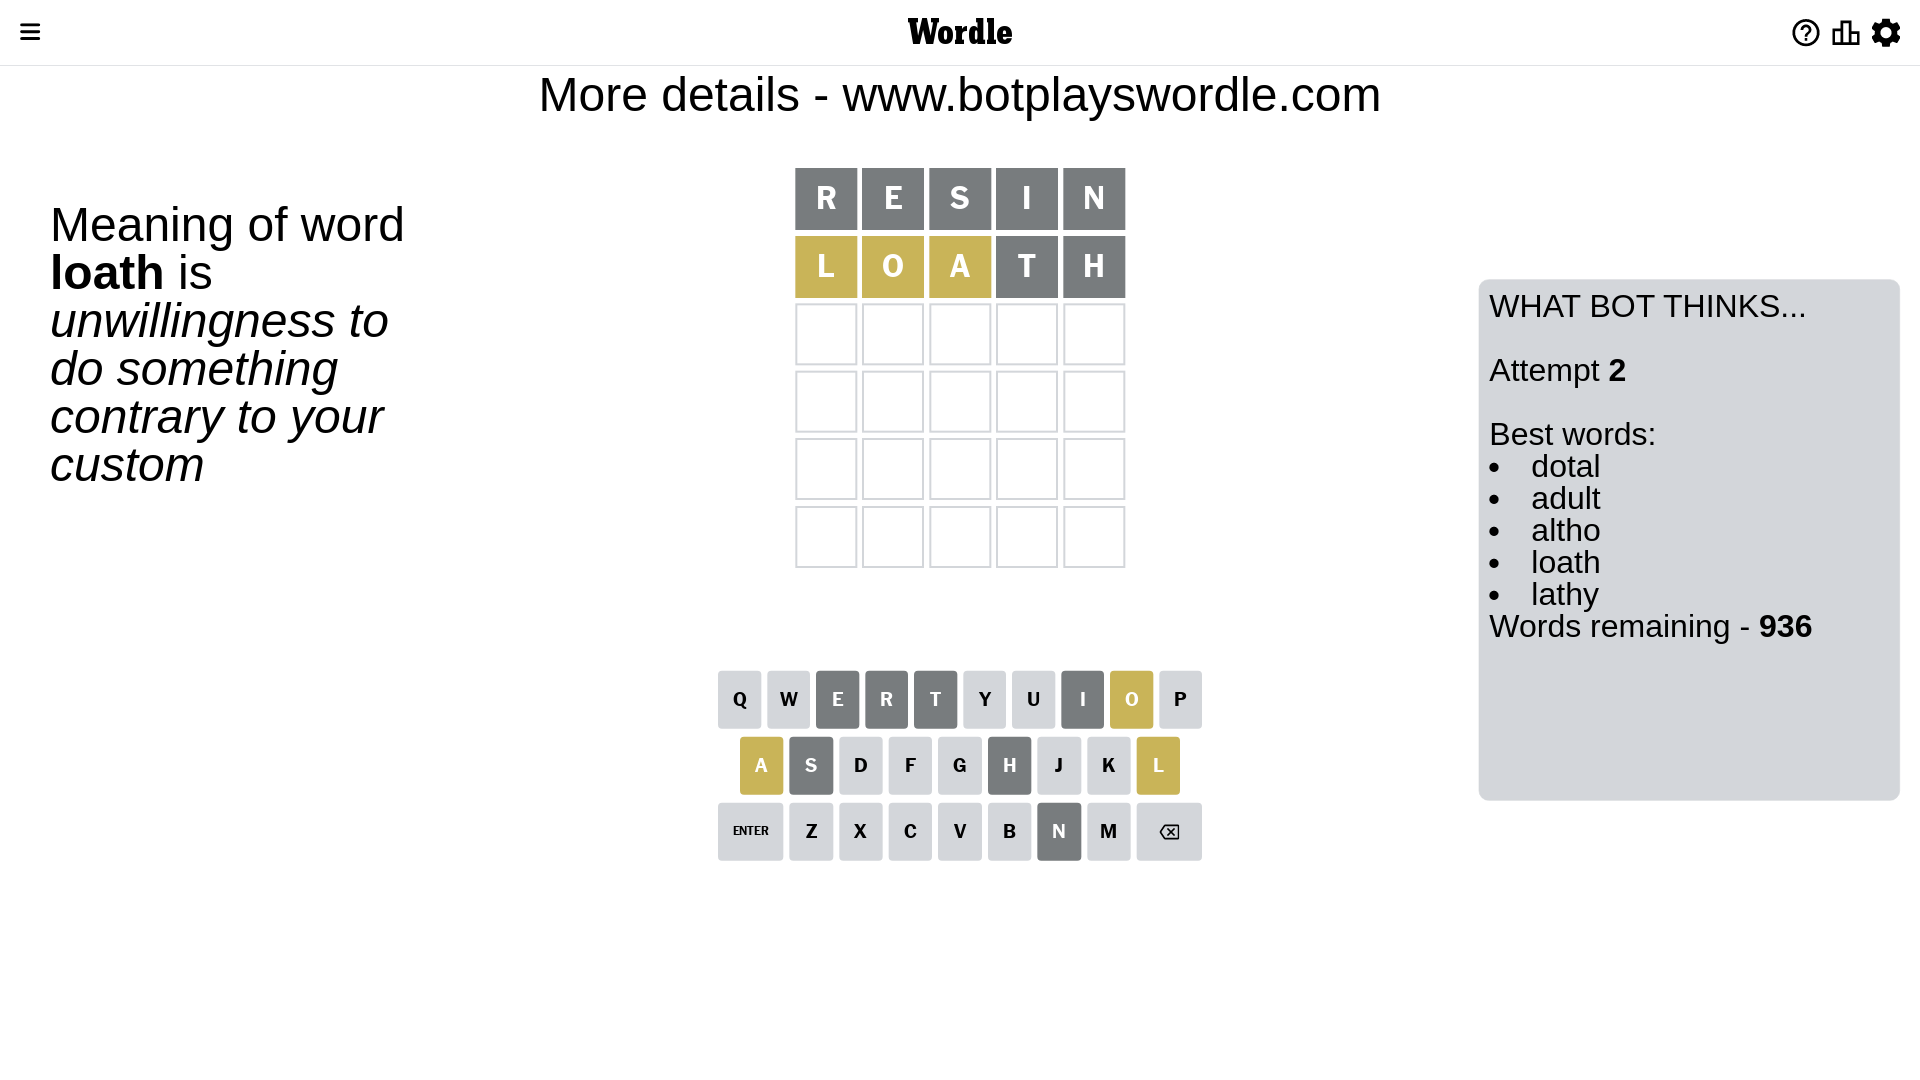 Wordle
More details - www.botplayswordle.com
Meaning of word
loath is
unwillingness to
do something
contrary to your
custom
R E S I N
L O A T H
WHAT BOT THINKS...
Attempt 2
Best words:
• dotal
• adult
• altho
• loath
• lathy
Words remaining - 936
Q W E R T Y U I O P
A S D F G H J K L
ENTER Z X C V B N M